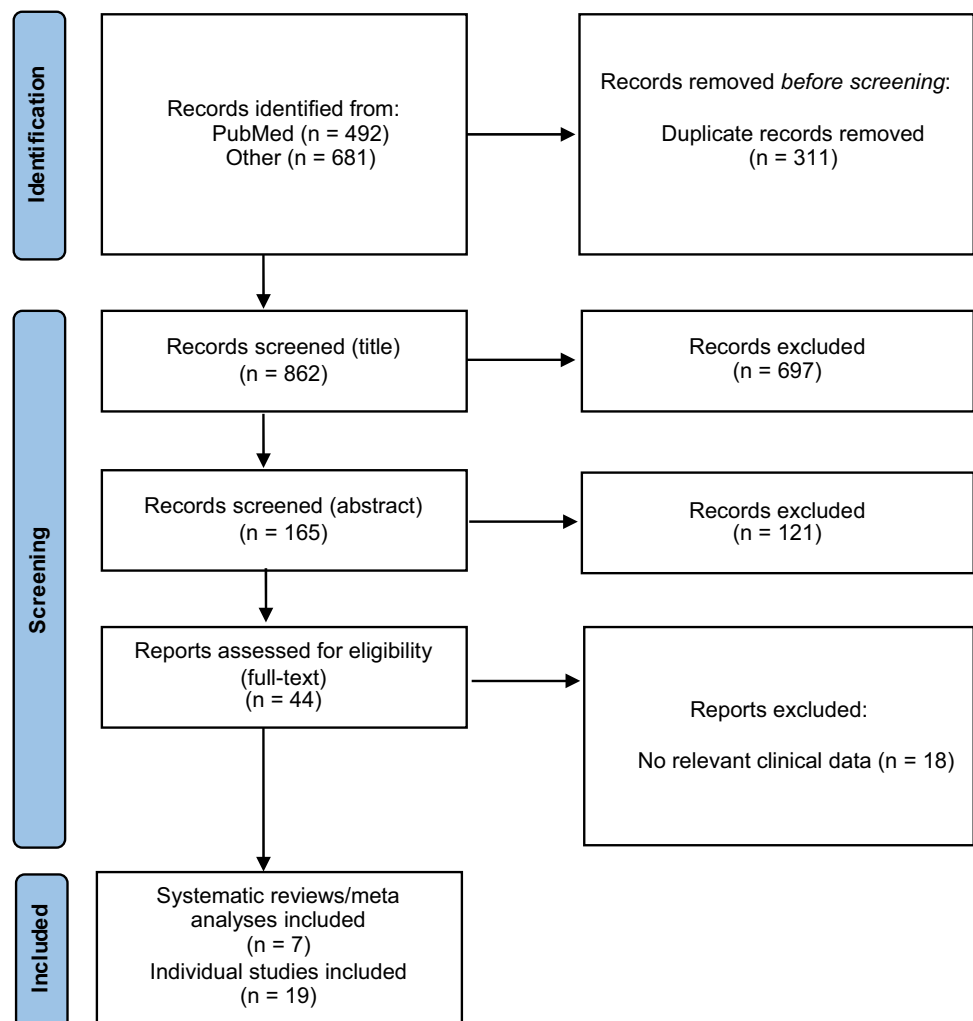 Identification
Records identified from:
PubMed (n = 492)
Other (n = 681)
Records removed before screening:
Duplicate records removed
(n = 311)
Screening
Records screened (title)
(n = 862)
Records excluded
(n = 697)
Records screened (abstract)
(n = 165)
Records excluded
(n = 121)
Reports assessed for eligibility
(full-text)
(n = 44)
Reports excluded:
No relevant clinical data (n = 18)
Included
Systematic reviews/meta
analyses included
(n = 7)
Individual studies included
(n = 19)